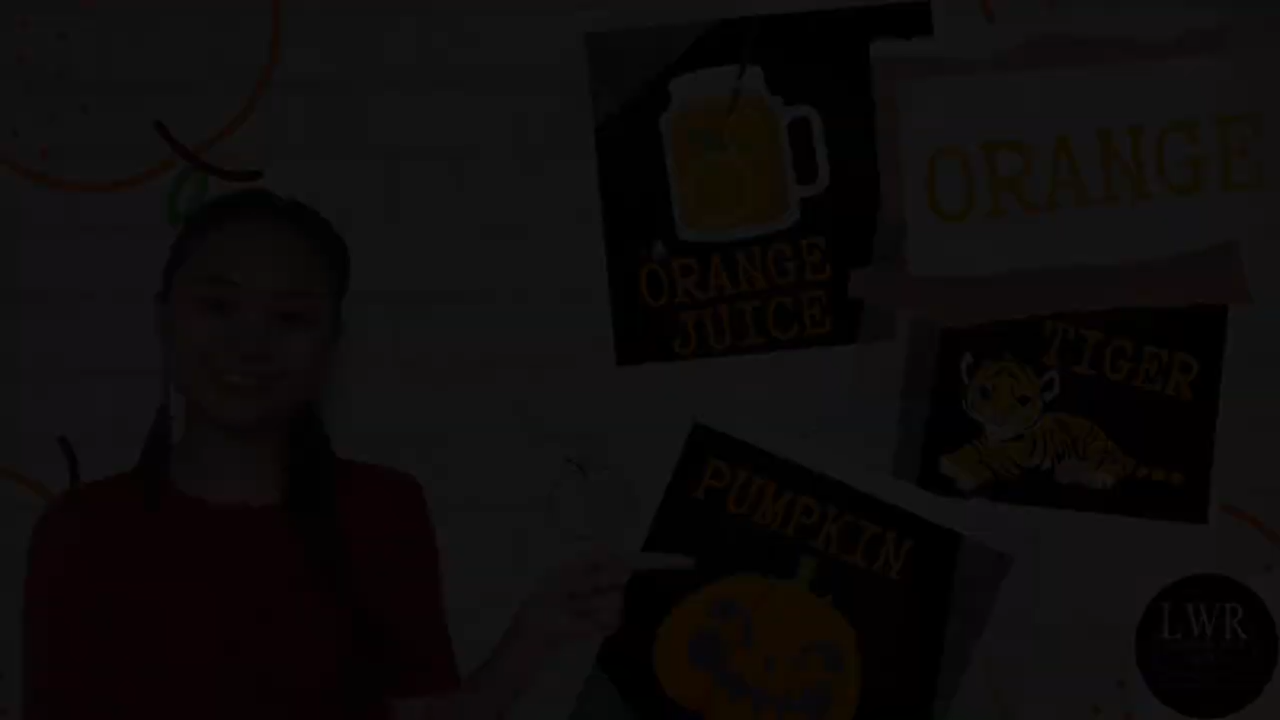 ORANGE
ORANGE
JUICE
TIGER
PUMPKIN
LWR